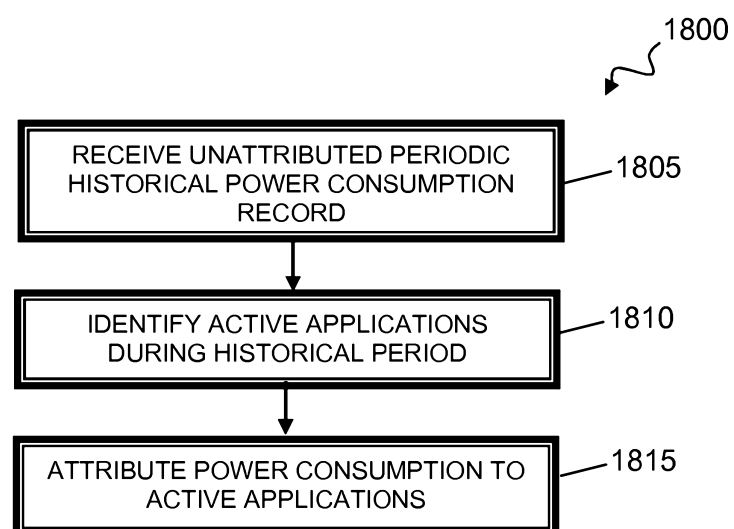 1800
RECEIVE UNATTRIBUTED PERIODIC
HISTORICAL POWER CONSUMPTION
RECORD
1805
IDENTIFY ACTIVE APPLICATIONS
DURING HISTORICAL PERIOD
1810
ATTRIBUTE POWER CONSUMPTION TO
ACTIVE APPLICATIONS
1815